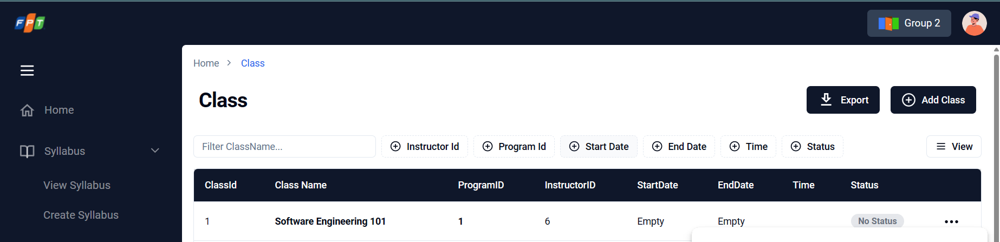 FPT
Group 2
Home
Syllabus
View Syllabus
Create Syllabus
Home > Class
Class
Export
Add Class
Filter ClassName...
Instructor Id
Program Id
Start Date
End Date
Time
Status
View
ClassId Class Name ProgramID InstructorID StartDate EndDate Time Status
1 Software Engineering 101 1 6 Empty Empty No Status